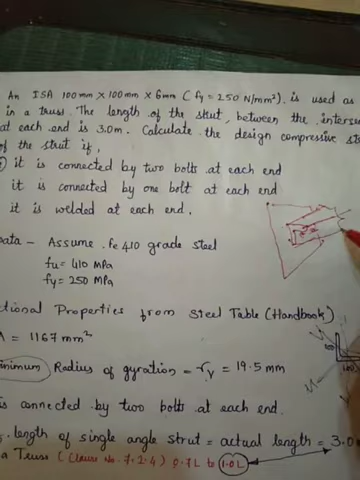 An ISA 100mm × 100mm × 6mm (fy = 250 N/mm²) is used as
in a truss. The length of the strut, between the interse
at each end is 3.0m. Calculate the design compressive st
of the strut if,
it is connected by two bolts at each end
it is connected by one bolt at each end
it is welded at each end.
Data - Assume Fe 410 grade steel
fu = 410 MPa
fy = 250 MPa
ctional Properties from Steel Table (Handbook)
A = 1167 mm²
inimum Radius of gyration = rv = 19.5 mm
is connected by two bolts at each end.
length of single angle strut = actual length = 3.0
a Truss (Clause No. 7.2.4) 0.7L to 1.0L